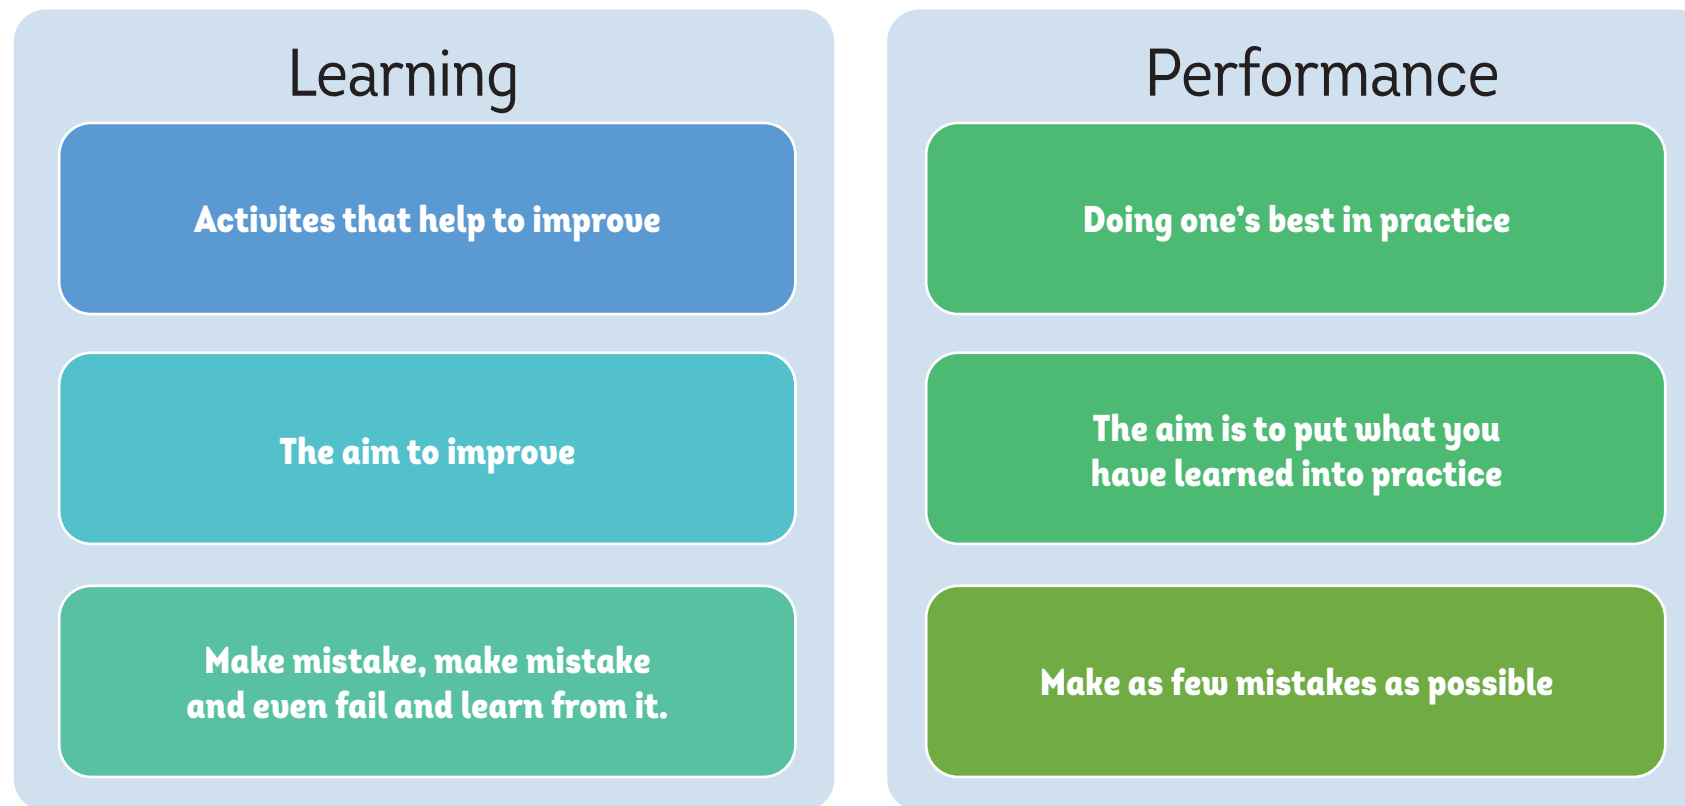 Learning
Activites that help to improve
The aim to improve
Make mistake, make mistake
and even fail and learn from it.
Performance
Doing one’s best in practice
The aim is to put what you
have learned into practice
Make as few mistakes as possible